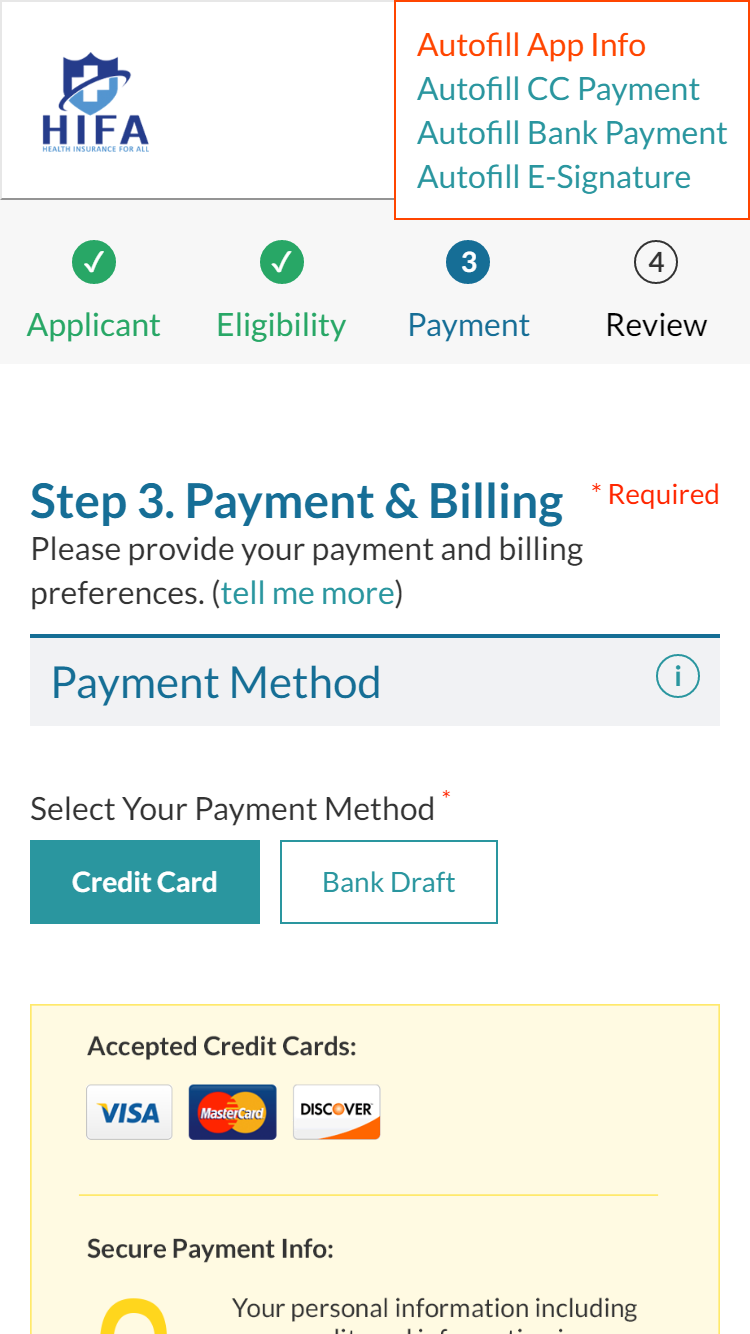 HIFA
HEALTH INSURANCE FOR ALL
Autofill App Info
Autofill CC Payment
Autofill Bank Payment
Autofill E-Signature
3
4
Applicant
Eligibility
Payment
Review
Step 3. Payment & Billing
* Required
Please provide your payment and billing
preferences. (tell me more)
Payment Method
i
Select Your Payment Method *
Credit Card
Bank Draft
Accepted Credit Cards:
VISA
MasterCard
DISCOVER
Secure Payment Info:
Your personal information including